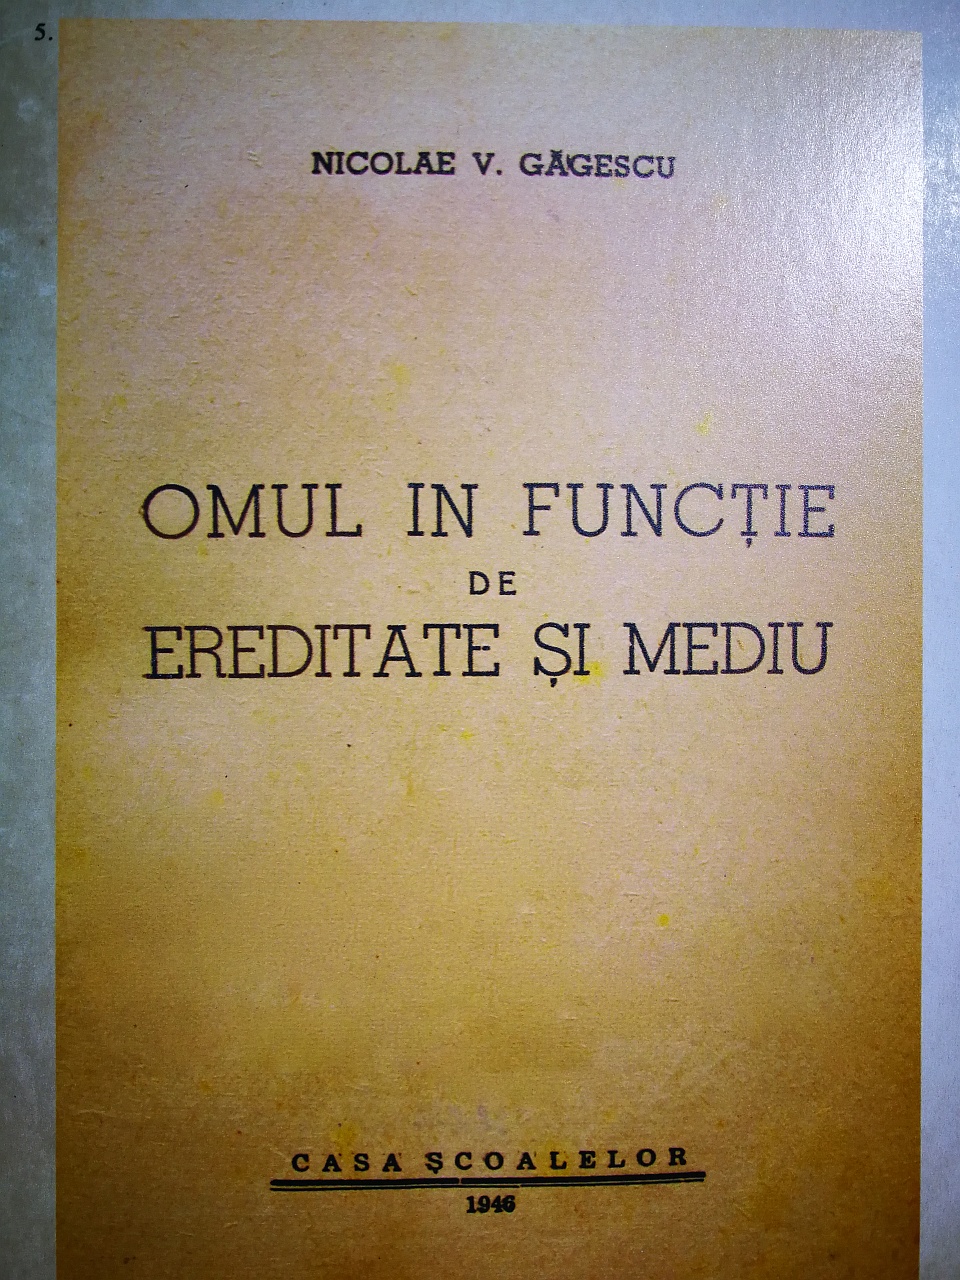 5.
NICOLAE V. GĂGESCU
OMUL IN FUNCȚIE
DE
EREDITATE ȘI MEDIU
CASA ȘCOALELOR
1946